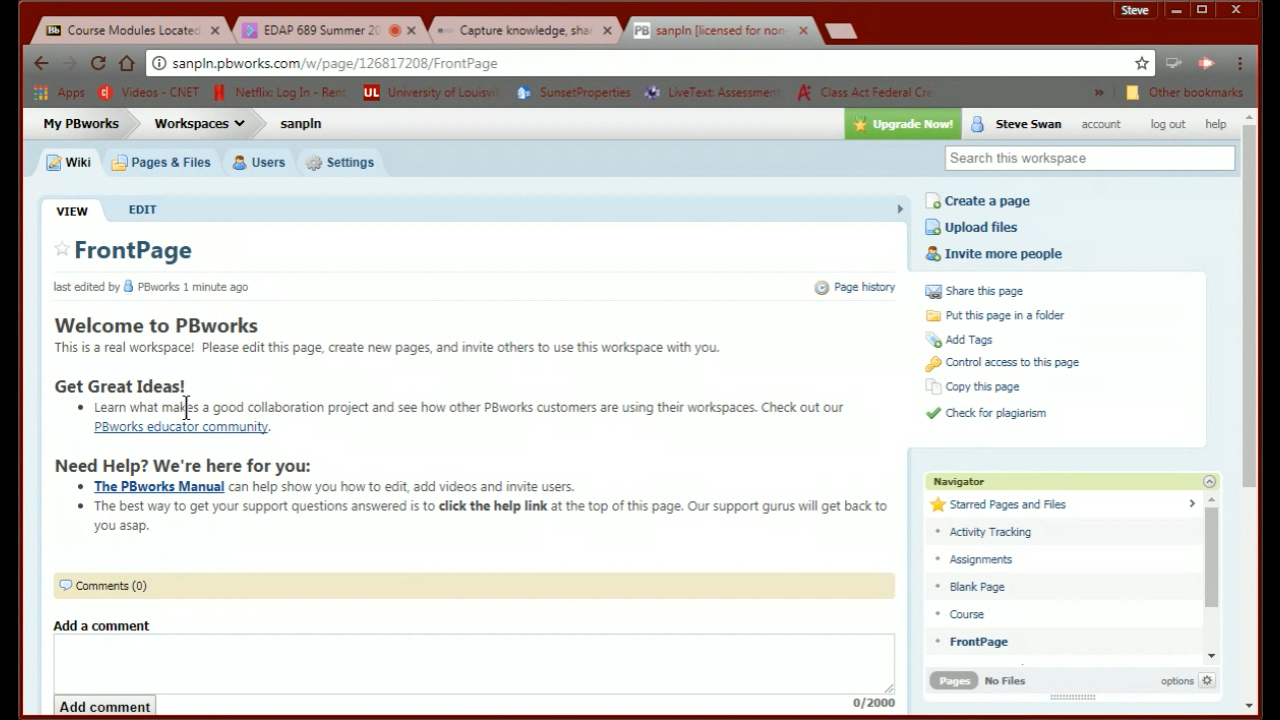 Steve
Course Modules Located
EDAP 689 Summer 20
Capture knowledge, shar
PB sanpln [licensed for non-
sanpln.pbworks.com/w/page/126817208/FrontPage
Apps Videos - CNET Netflix: Log In - Rent UL University of Louisvil SunsetProperties LiveText: Assessment Class Act Federal Cre » Other bookmarks
My PBworks Workspaces sanpln Upgrade Now! Steve Swan account log out help
Wiki Pages & Files Users Settings Search this workspace
VIEW EDIT
Create a page
Upload files
Invite more people
FrontPage
last edited by PBworks 1 minute ago Page history
Share this page
Put this page in a folder
Add Tags
Control access to this page
Copy this page
Check for plagiarism
Welcome to PBworks
This is a real workspace! Please edit this page, create new pages, and invite others to use this workspace with you.
Get Great Ideas!
• Learn what makes a good collaboration project and see how other PBworks customers are using their workspaces. Check out our
PBworks educator community.
Need Help? We're here for you:
• The PBworks Manual can help show you how to edit, add videos and invite users.
• The best way to get your support questions answered is to click the help link at the top of this page. Our support gurus will get back to
you asap.
Comments (0)
Add a comment
0/2000
Add comment
Navigator
Starred Pages and Files
Activity Tracking
Assignments
Blank Page
Course
FrontPage
Pages No Files options